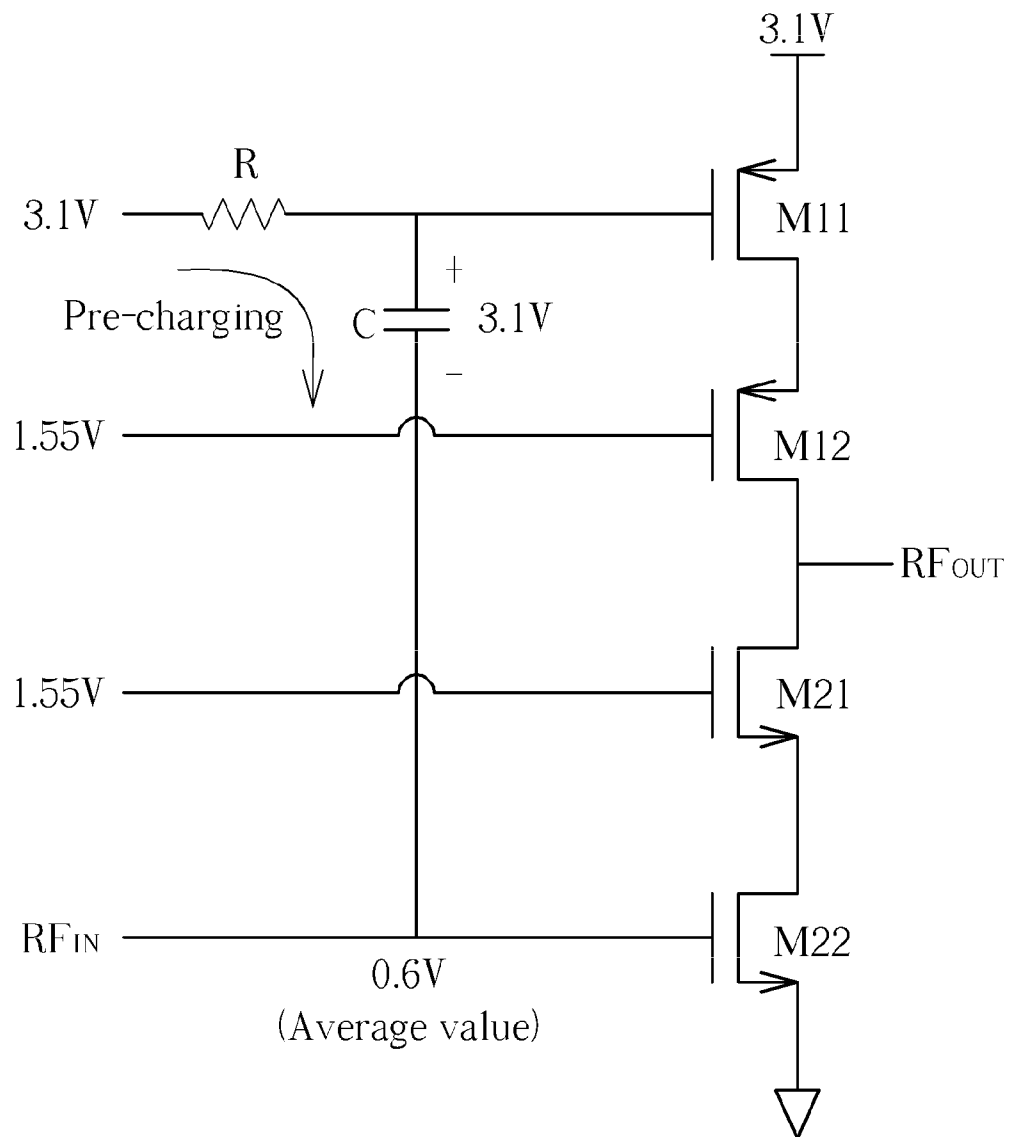 3.1V
R
3.1V
M11
+
Pre-charging
C
3.1V
-
1.55V
M12
RFOUT
1.55V
M21
RFIN
M22
0.6V
(Average value)